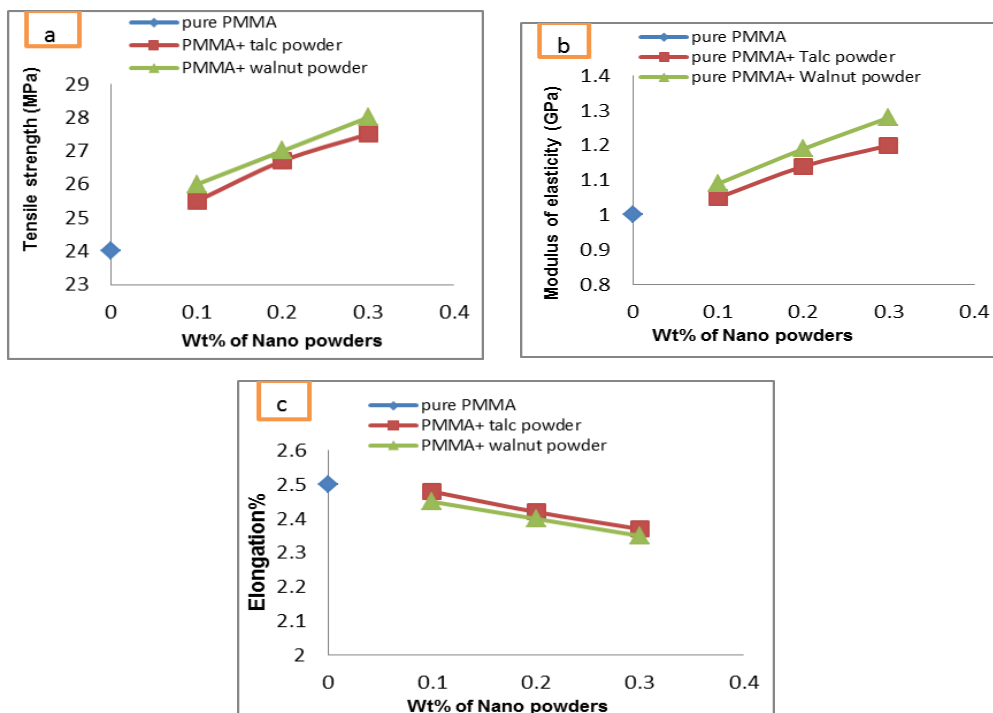 a
pure PMMA
PMMA+ talc powder
PMMA+ walnut powder
Tensile strength (MPa)
29
28
27
26
25
24
23
0 0.1 0.2 0.3 0.4
Wt% of Nano powders
b
pure PMMA
pure PMMA+ Talc powder
pure PMMA+ Walnut powder
Modulus of elasticity (GPa)
1.4
1.3
1.2
1.1
1
0.9
0.8
0 0.1 0.2 0.3 0.4
Wt% of Nano powders
c
pure PMMA
PMMA+ talc powder
PMMA+ walnut powder
Elongation%
2.6
2.5
2.4
2.3
2.2
2.1
2
0 0.1 0.2 0.3 0.4
Wt% of Nano powders